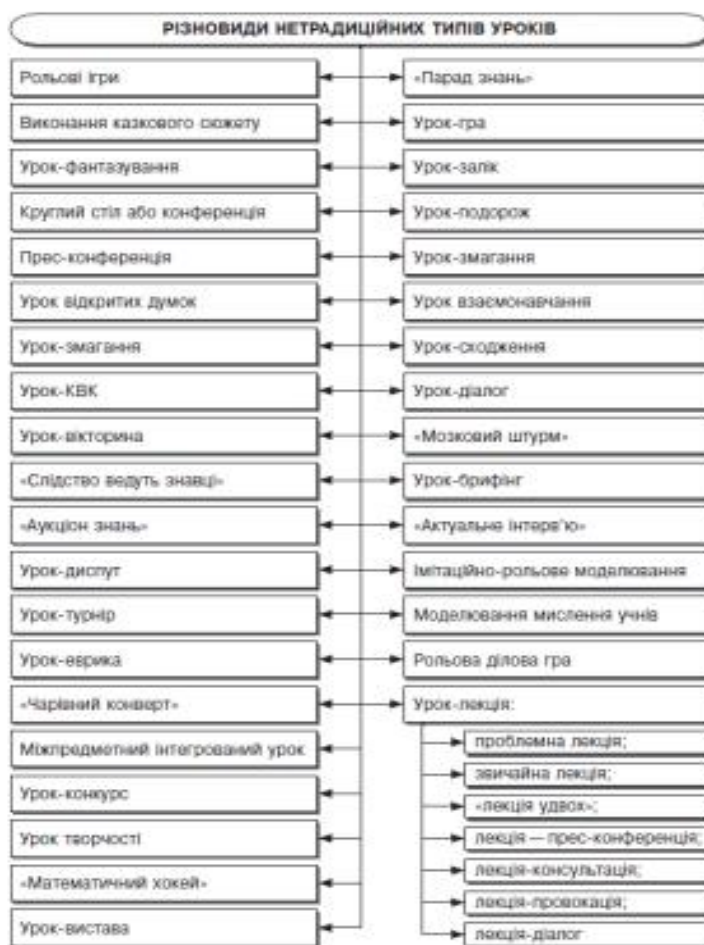 РІЗНОВИДИ НЕТРАДИЦІЙНИХ ТИПІВ УРОКІВ
Рольові ігри
Виконання казкового сюжету
Урок-фантазування
Круглий стіл або конференція
Прес-конференція
Урок відкритих думок
Урок-змагання
Урок-КВК
Урок-вікторина
«Слідство ведуть знавці»
«Аукціон знань»
Урок-диспут
Урок-турнір
Урок-еврика
«Чарівний конверт»
Міжпредметний інтегрований урок
Урок-конкурс
Урок творчості
«Математичний хокей»
Урок-вистава
«Парад знань»
Урок-гра
Урок-залік
Урок-подорож
Урок-змагання
Урок взаємонавчання
Урок-сходження
Урок-діалог
«Мозковий штурм»
Урок-брифінг
«Актуальне інтерв'ю»
Імітаційно-рольове моделювання
Моделювання мислення учнів
Рольова ділова гра
Урок-лекція:
проблемна лекція;
звичайна лекція;
«лекція удвох»;
лекція — прес-конференція;
лекція-консультація;
лекція-провокація;
лекція-діалог